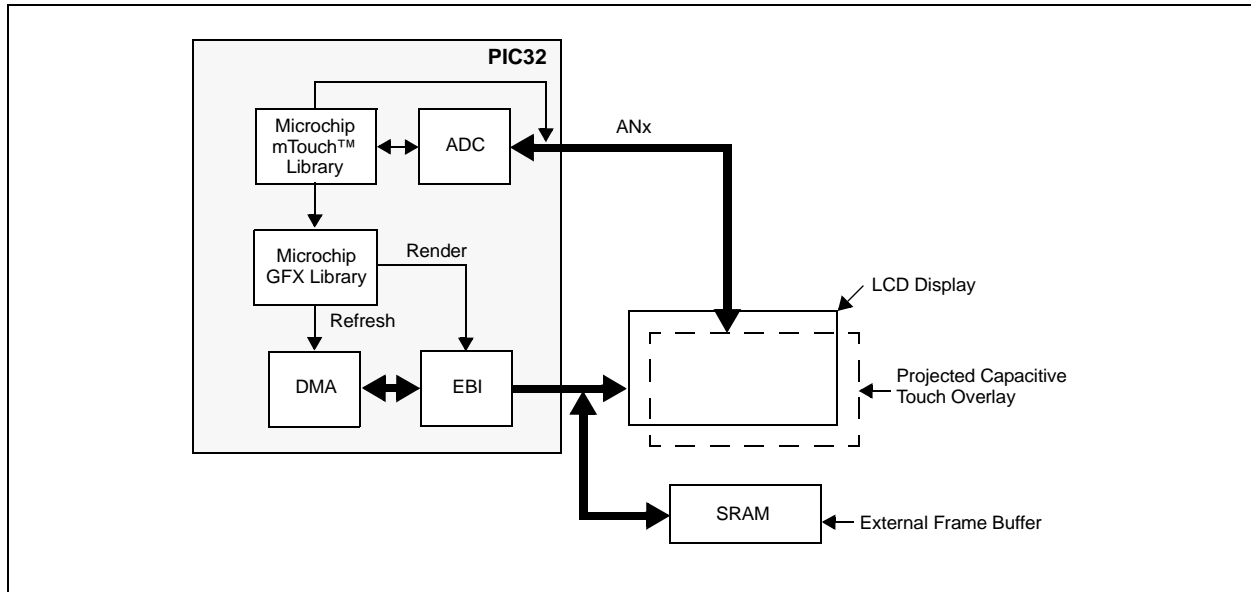 PIC32
Microchip
mTouch™
Library
ADC
ANx
Microchip
GFX Library
Render
Refresh
LCD Display
DMA
EBI
Projected Capacitive
Touch Overlay
SRAM
External Frame Buffer